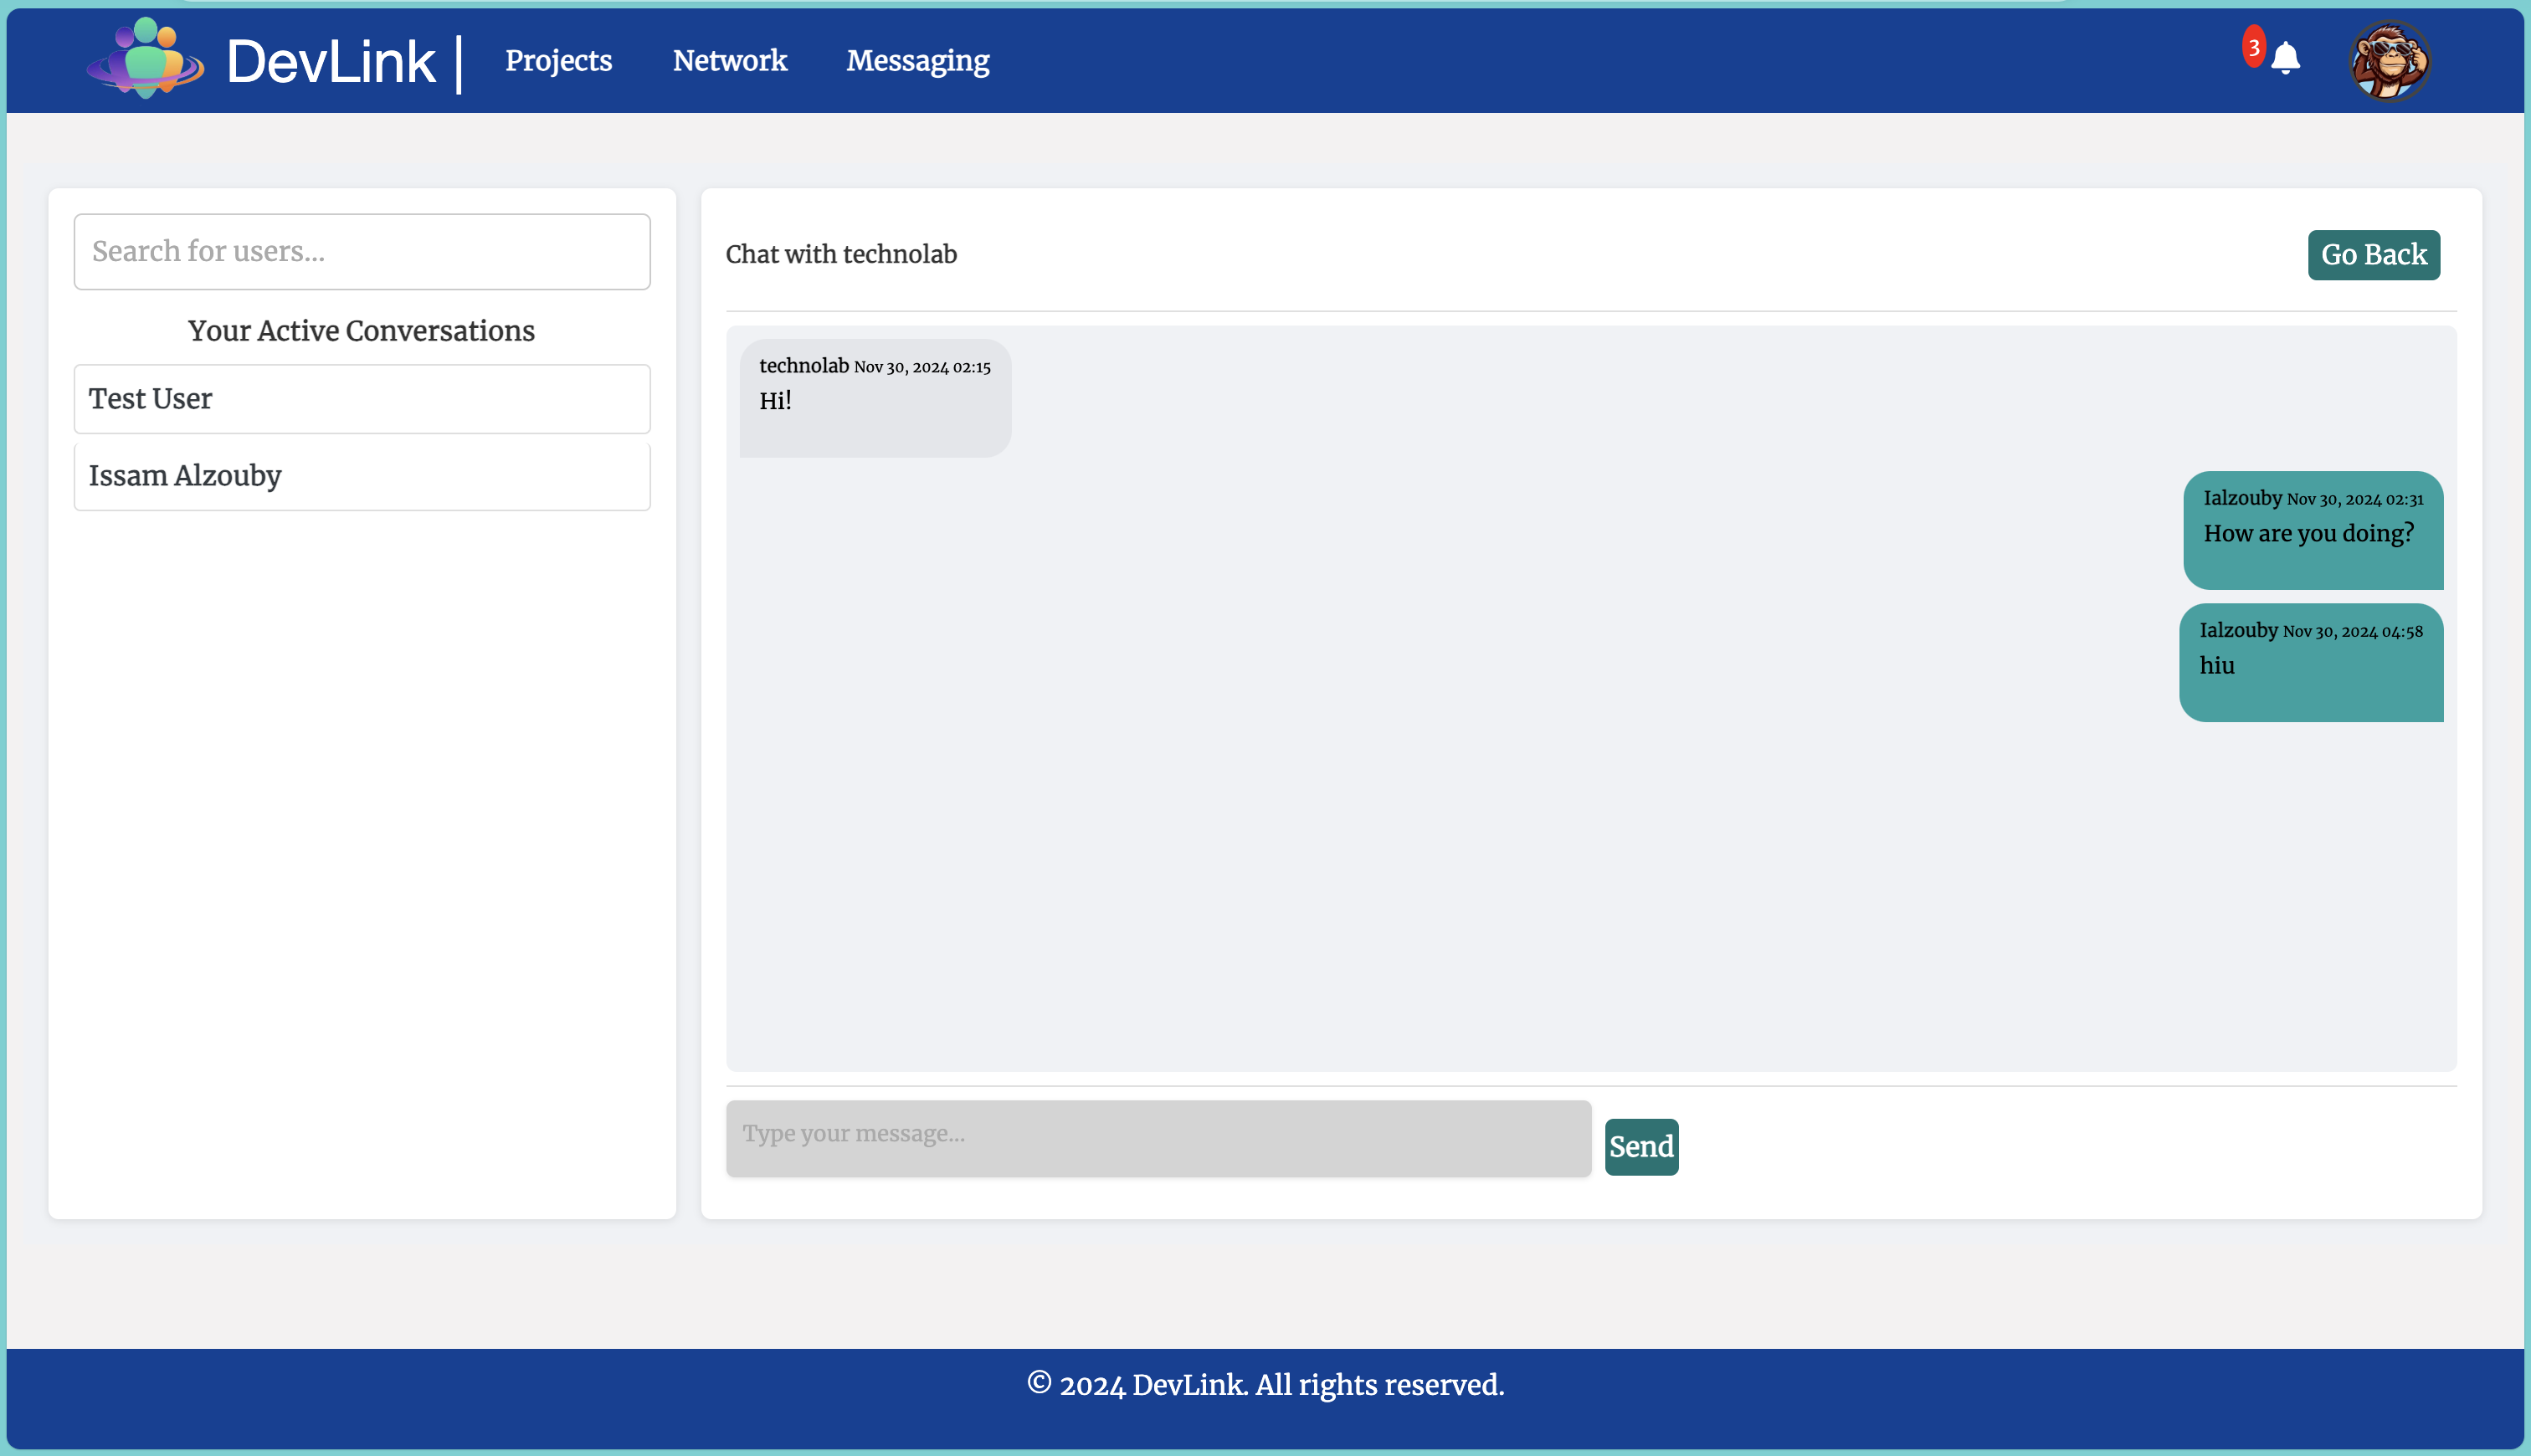 DevLink
Projects
Network
Messaging
3
Search for users...
Your Active Conversations
Test User
Issam Alzouby
Chat with technolab
Go Back
technolab Nov 30, 2024 02:15
Hi!
Ialzouby Nov 30, 2024 02:31
How are you doing?
Ialzouby Nov 30, 2024 04:58
hiu
Type your message...
Send
© 2024 DevLink. All rights reserved.